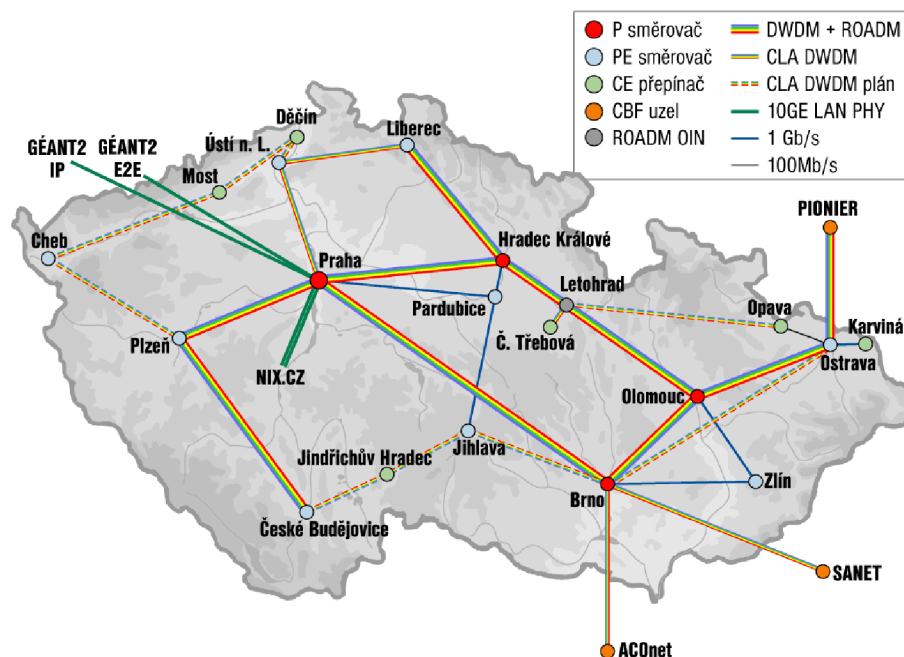 P směrovač
PE směrovač
CE přepínač
CBF uzel
ROADM OIN
DWDM + ROADM
CLA DWDM
CLA DWDM plán
10GE LAN PHY
1 Gb/s
100Mb/s
GÉANT2
IP
GÉANT2
E2E
Děčín
Ústí n. L.
Liberec
Most
PIONIER
Cheb
Praha
Hradec Králové
Letohrad
Pardubice
Opava
Karviná
Č. Třebová
Plzeň
Ostrava
NIX.CZ
Olomouc
Jihlava
Jindřichův Hradec
Zlín
Brno
České Budějovice
SANET
ACOnet